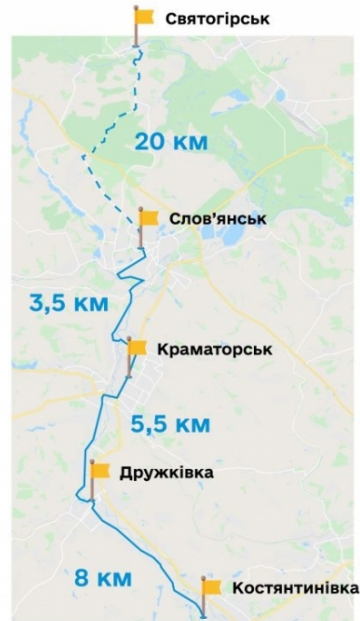 Святогірськ
20 км
Слов’янськ
3,5 км
Краматорськ
5,5 км
Дружківка
8 км
Костянтинівка